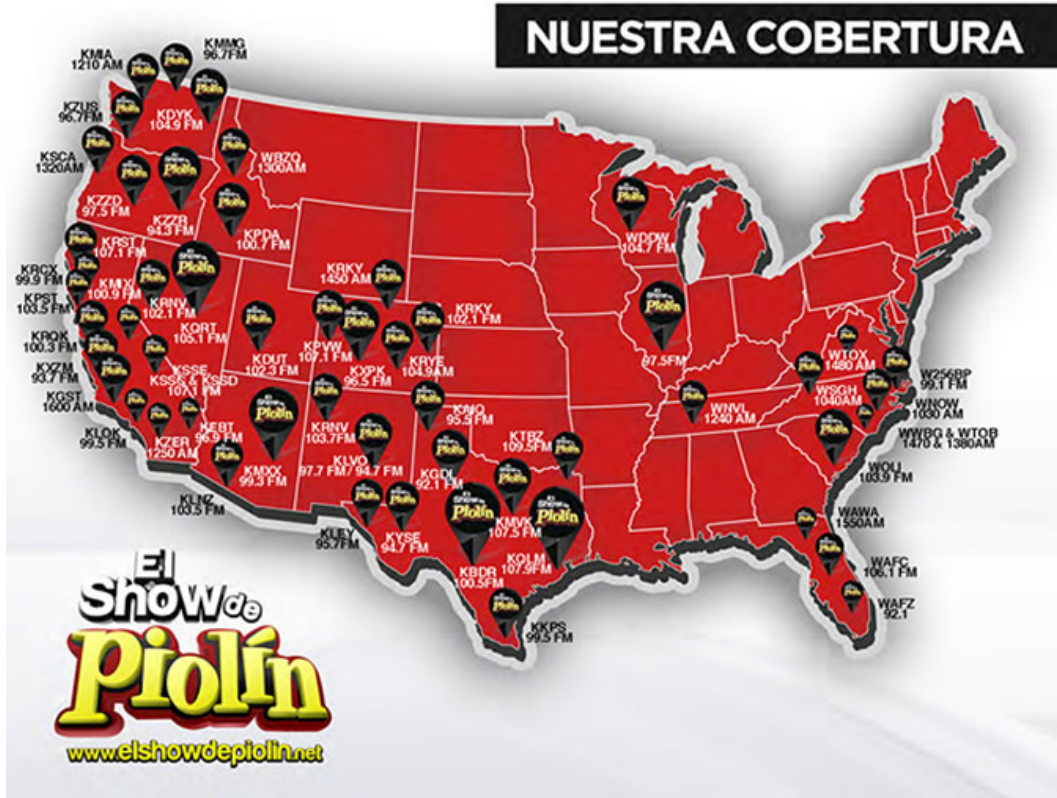 NUESTRA COBERTURA
KMMG
96.7FM
KMIA
1210 AM
KZUS
96.7FM
KDYK
104.9 FM
KSCA
1320AM
WBZQ
1300AM
KZZD
97.5 FM
KZZR
94.3 FM
KPDA
100.7 FM
WDDW
104.7 FM
KRST
107.1 FM
KRCX
99.9 FM
KMIX
100.9 FM
KRKY
1450 AM
KPST
103.5 FM
KRNV
102.1 FM
KRKY
102.1 FM
KQRT
105.1 FM
KRQK
100.3 FM
KDUT
102.3 FM
KPVW
107.1 FM
KXPK
96.5 FM
KRYE
104.9AM
97.5FM
WTOX
1480 AM
KXZM
93.7 FM
KSSE
KSSC & KSSD
107.1 FM
W256BP
99.1 FM
WSGH
1040AM
KGST
1600 AM
WNVL
1240 AM
WNOW
1030 AM
KLOK
99.5 FM
KEBT
96.9 FM
KZER
1250 AM
KRNV
103.7FM
95.5 FM
KTBZ
109.5FM
WWBG & WTOB
1470 & 1380AM
KMXX
99.3 FM
KLVO
97.7 FM/ 94.7 FM
KGDL
92.1 FM
WOLI
103.9 FM
KLNZ
103.5 FM
KLEY
95.7FM
KYSE
94.7 FM
KMVK
107.5 FM
WAWA
1550AM
KBDR
100.5FM
KOLM
107.9FM
WAFC
106.1 FM
WAFZ
92.1
KKPS
99.5 FM
El
Show de
Piolín
www.elshowdepiolin.net